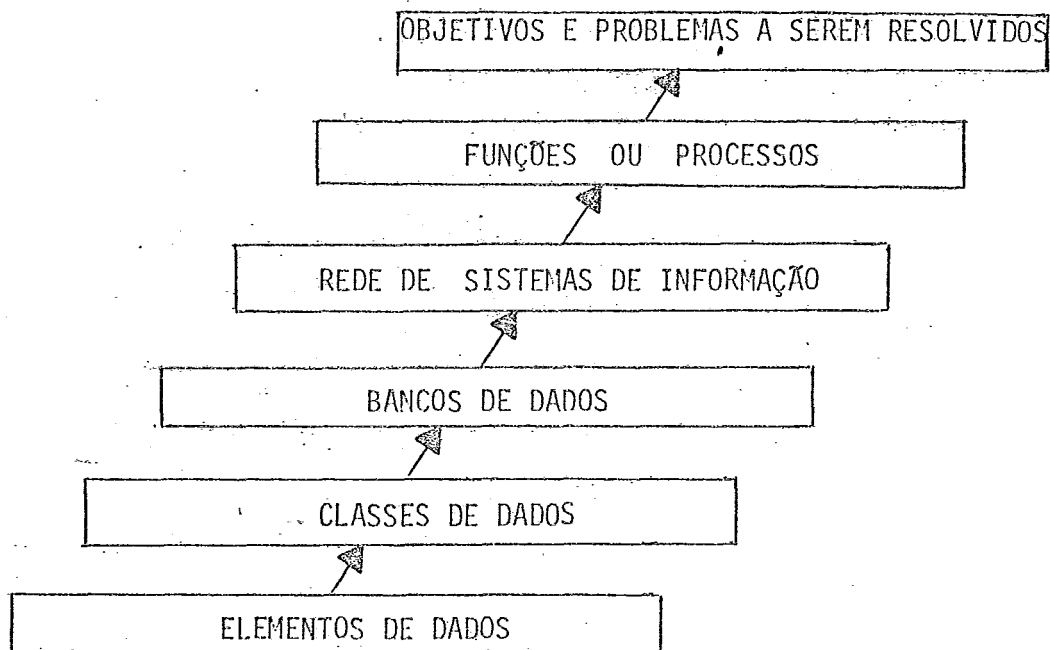 OBJETIVOS E PROBLEMAS A SEREM RESOLVIDOS
FUNÇÕES OU PROCESSOS
REDE DE SISTEMAS DE INFORMAÇÃO
BANCOS DE DADOS
CLASSES DE DADOS
ELEMENTOS DE DADOS